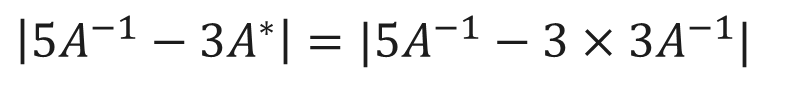 |5A⁻¹ − 3A*| = |5A⁻¹ − 3 × 3A⁻¹|